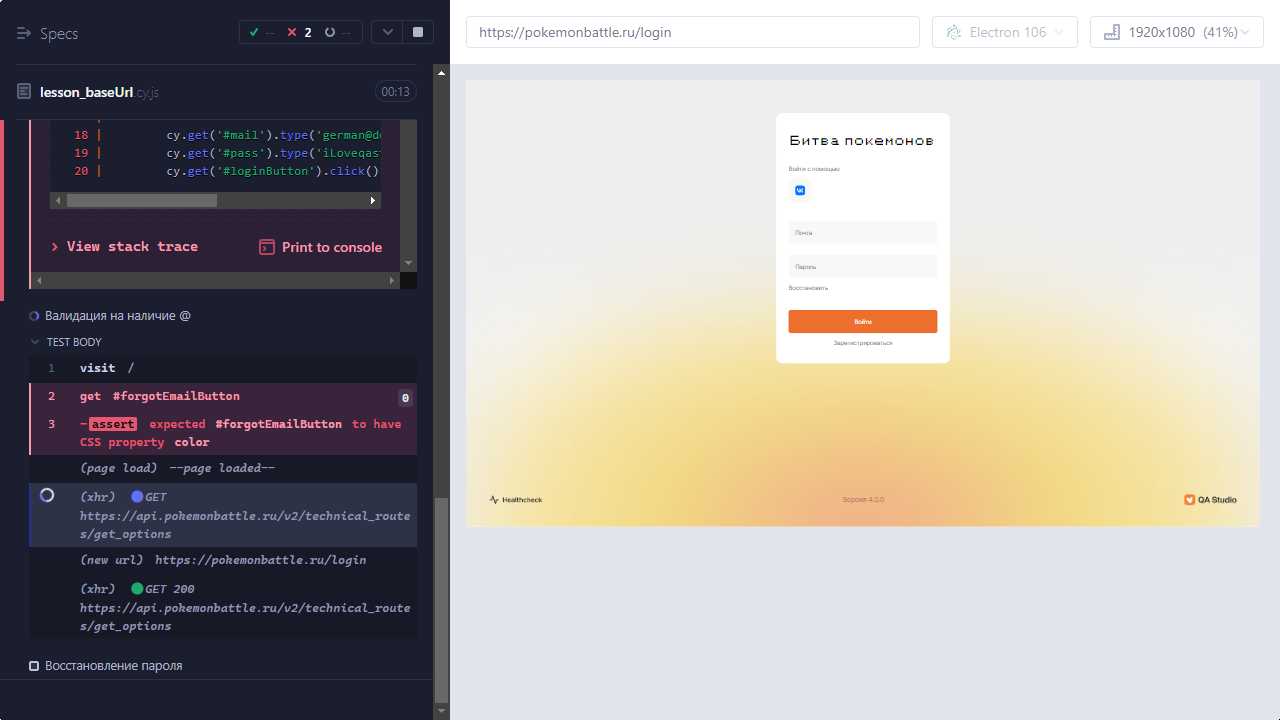 Specs
--
2
--
lesson_baseUrl.cy.js
00:13
18 | cy.get('#mail').type('german@d
19 | cy.get('#pass').type('iLoveqas
20 | cy.get('#loginButton').click()
View stack trace
Print to console
Валидация на наличие @
TEST BODY
1 visit /
2 get #forgotEmailButton 0
3 -assert expected #forgotEmailButton to have
CSS property color
(page load) --page loaded--
(xhr) GET
https://api.pokemonbattle.ru/v2/technical_route
s/get_options
(new url) https://pokemonbattle.ru/login
(xhr) GET 200
https://api.pokemonbattle.ru/v2/technical_route
s/get_options
Восстановление пароля
https://pokemonbattle.ru/login
Electron 106
1920x1080 (41%)
Битва покемонов
Войти с помощью
Почта
Пароль
Восстановить
Войти
Зарегистрироваться
Healthcheck
Версия 4.0.0
QA Studio